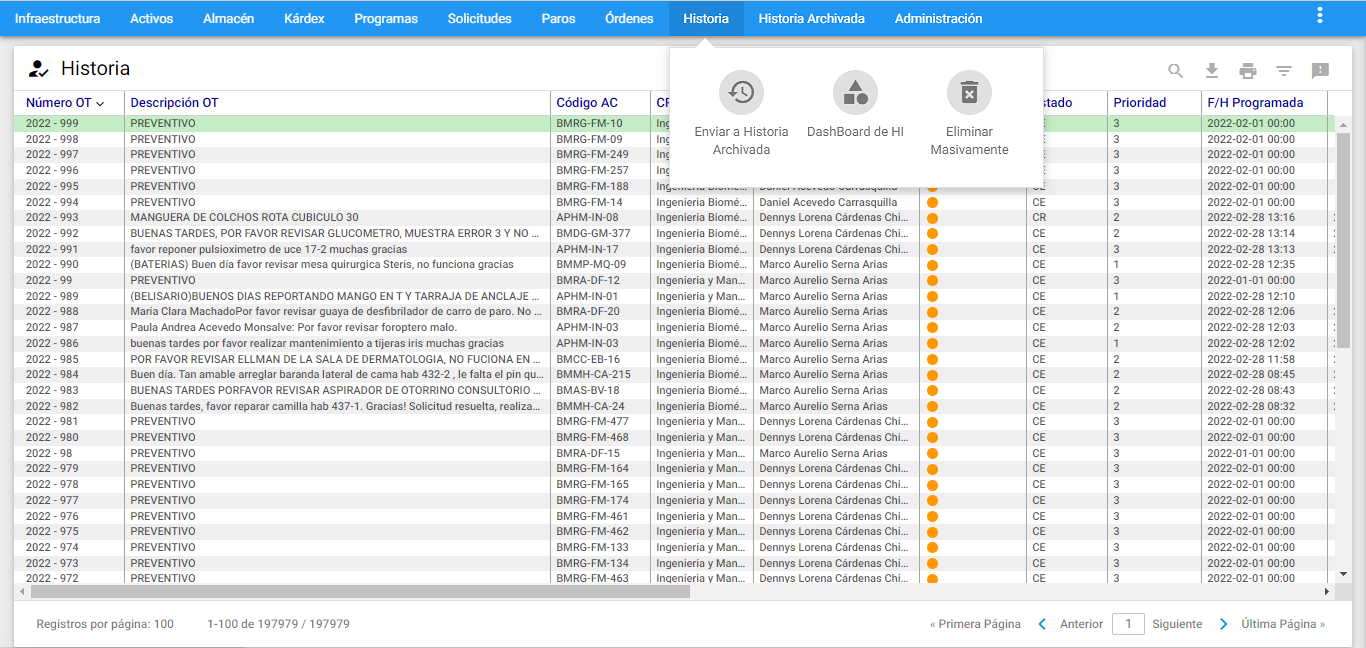 Infraestructura Activos Almacén Kárdex Programas Solicitudes Paros Órdenes Historia Historia Archivada Administración
Historia
Enviar a Historia Archivada DashBoard de HI Eliminar Masivamente
Número OT Descripción OT Código AC stado Prioridad F/H Programada
2022 - 999 PREVENTIVO BMRG-FM-10 3 2022-02-01 00:00
2022 - 998 PREVENTIVO BMRG-FM-09 3 2022-02-01 00:00
2022 - 997 PREVENTIVO BMRG-FM-249 3 2022-02-01 00:00
2022 - 996 PREVENTIVO BMRG-FM-257 3 2022-02-01 00:00
2022 - 995 PREVENTIVO BMRG-FM-188 Ingenieria Biomé... Daniel Acevedo Carrasquilla CE 3 2022-02-01 00:00
2022 - 994 PREVENTIVO BMRG-FM-14 Ingenieria Biomé... Daniel Acevedo Carrasquilla CE 3 2022-02-01 00:00
2022 - 993 MANGUERA DE COLCHOS ROTA CUBICULO 30 APHM-IN-08 Ingenieria Biomé... Dennys Lorena Cárdenas Chi... CR 2 2022-02-28 13:16
2022 - 992 BUENAS TARDES, POR FAVOR REVISAR GLUCOMETRO, MUESTRA ERROR 3 Y NO ... BMDG-GM-377 Ingenieria Biomé... Dennys Lorena Cárdenas Chi... CE 2 2022-02-28 13:14
2022 - 991 favor reponer pulsioximetro de uce 17-2 muchas gracias APHM-IN-17 Ingenieria Biomé... Dennys Lorena Cárdenas Chi... CE 3 2022-02-28 13:13
2022 - 990 (BATERIAS) Buen día favor revisar mesa quirurgica Steris, no funciona gracias BMMP-MQ-09 Ingenieria Biomé... Marco Aurelio Serna Arias CE 1 2022-02-28 12:35
2022 - 99 PREVENTIVO BMRA-DF-12 Ingenieria y Man... Marco Aurelio Serna Arias CE 3 2022-01-01 00:00
2022 - 989 (BELISARIO)BUENOS DIAS REPORTANDO MANGO EN T Y TARRAJA DE ANCLAJE ... APHM-IN-01 Ingenieria Biomé... Marco Aurelio Serna Arias CE 1 2022-02-28 12:10
2022 - 988 Maria Clara MachadoPor favor revisar guaya de desfibrilador de carro de paro. No ... BMRA-DF-20 Ingenieria Biomé... Marco Aurelio Serna Arias CE 2 2022-02-28 12:06
2022 - 987 Paula Andrea Acevedo Monsalve: Por favor revisar foroptero malo. APHM-IN-03 Ingenieria Biomé... Marco Aurelio Serna Arias CE 2 2022-02-28 12:03
2022 - 986 buenas tardes por favor realizar mantenimiento a tijeras iris muchas gracias APHM-IN-03 Ingenieria Biomé... Marco Aurelio Serna Arias CE 1 2022-02-28 12:02
2022 - 985 POR FAVOR REVISAR ELLMAN DE LA SALA DE DERMATOLOGIA, NO FUCIONA EN ... BMCC-EB-16 Ingenieria Biomé... Marco Aurelio Serna Arias CE 2 2022-02-28 11:58
2022 - 984 Buen día. Tan amable arreglar baranda lateral de cama hab 432-2 , le falta el pin qu... BMMH-CA-215 Ingenieria Biomé... Marco Aurelio Serna Arias CE 2 2022-02-28 08:45
2022 - 983 BUENAS TARDES PORFAVOR REVISAR ASPIRADOR DE OTORRINO CONSULTORIO ... BMAS-BV-18 Ingenieria Biomé... Marco Aurelio Serna Arias CE 2 2022-02-28 08:43
2022 - 982 Buenas tardes, favor reparar camilla hab 437-1. Gracias! Solicitud resuelta, realiza... BMMH-CA-24 Ingenieria Biomé... Marco Aurelio Serna Arias CE 2 2022-02-28 08:32
2022 - 981 PREVENTIVO BMRG-FM-477 Ingenieria y Man... Dennys Lorena Cárdenas Chi... CE 3 2022-02-01 00:00
2022 - 980 PREVENTIVO BMRG-FM-468 Ingenieria y Man... Dennys Lorena Cárdenas Chi... CE 3 2022-02-01 00:00
2022 - 98 PREVENTIVO BMRA-DF-15 Ingenieria y Man... Marco Aurelio Serna Arias CE 3 2022-01-01 00:00
2022 - 979 PREVENTIVO BMRG-FM-164 Ingenieria y Man... Dennys Lorena Cárdenas Chi... CE 3 2022-02-01 00:00
2022 - 978 PREVENTIVO BMRG-FM-165 Ingenieria y Man... Dennys Lorena Cárdenas Chi... CE 3 2022-02-01 00:00
2022 - 977 PREVENTIVO BMRG-FM-174 Ingenieria y Man... Dennys Lorena Cárdenas Chi... CE 3 2022-02-01 00:00
2022 - 976 PREVENTIVO BMRG-FM-461 Ingenieria y Man... Dennys Lorena Cárdenas Chi... CE 3 2022-02-01 00:00
2022 - 975 PREVENTIVO BMRG-FM-462 Ingenieria y Man... Dennys Lorena Cárdenas Chi... CE 3 2022-02-01 00:00
2022 - 974 PREVENTIVO BMRG-FM-133 Ingenieria y Man... Dennys Lorena Cárdenas Chi... CE 3 2022-02-01 00:00
2022 - 973 PREVENTIVO BMRG-FM-134 Ingenieria y Man... Dennys Lorena Cárdenas Chi... CE 3 2022-02-01 00:00
2022 - 972 PREVENTIVO BMRG-FM-463 Ingenieria y Man... Dennys Lorena Cárdenas Chi... CE 3 2022-02-01 00:00
Registros por página: 100 1-100 de 197979 / 197979 « Primera Página Anterior 1 Siguiente Última Página »